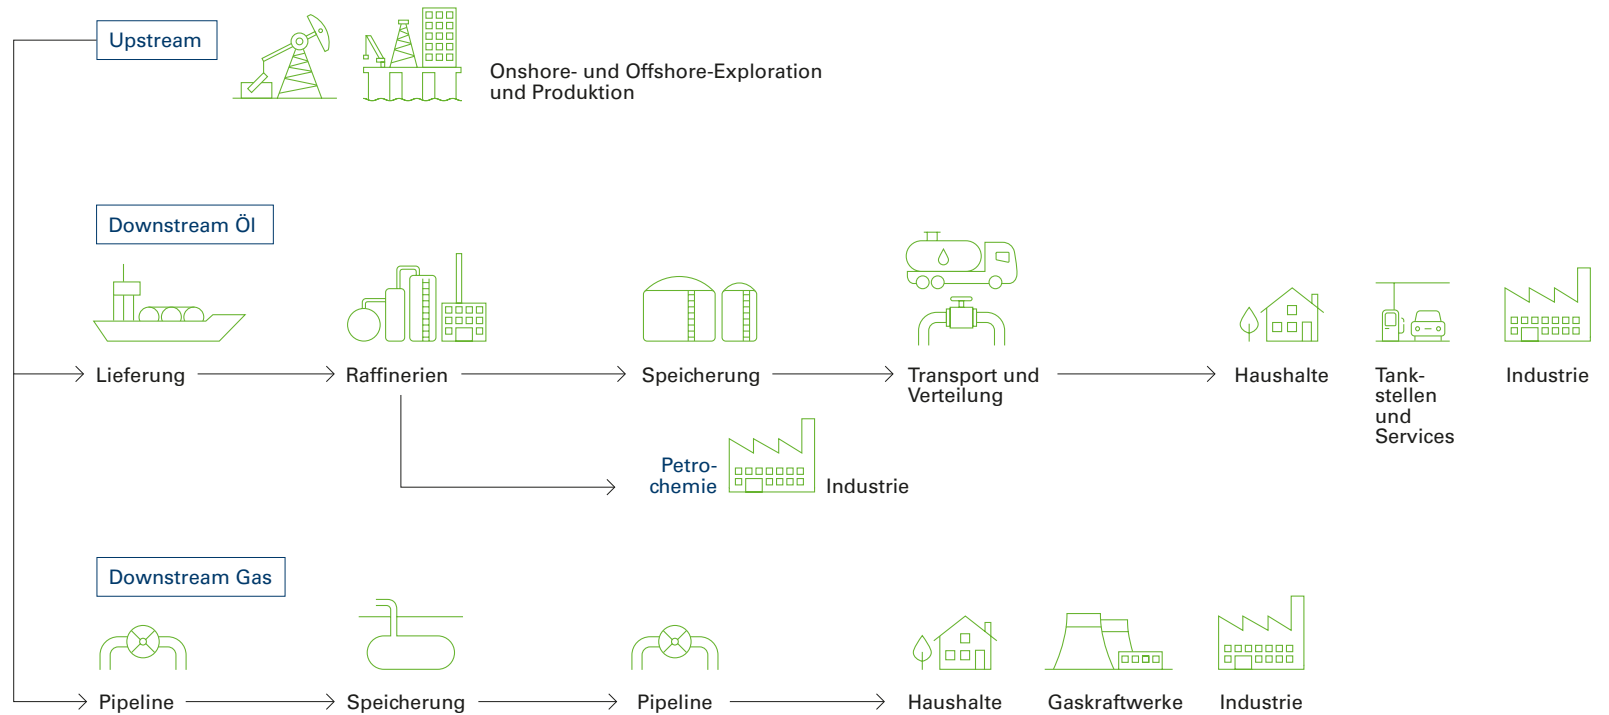 Upstream
Onshore- und Offshore-Exploration
und Produktion
Downstream Öl
Lieferung
Raffinerien
Speicherung
Transport und
Verteilung
Haushalte
Tank-
stellen
und
Services
Industrie
Petro-
chemie
Industrie
Downstream Gas
Pipeline
Speicherung
Pipeline
Haushalte
Gaskraftwerke
Industrie